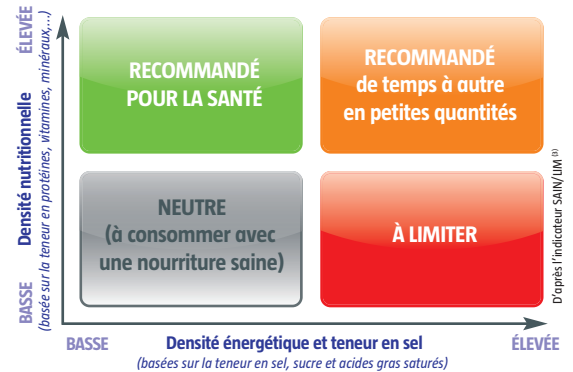 ÉLEVÉE
Densité nutritionnelle
(basée sur la teneur en protéines, vitamines, minéraux,...)
BASSE
RECOMMANDÉ
POUR LA SANTÉ
RECOMMANDÉ
de temps à autre
en petites quantités
NEUTRE
(à consommer avec
une nourriture saine)
À LIMITER
D'après l'indicateur SAIN/LIM (3)
BASSE
Densité énergétique et teneur en sel
ÉLEVÉE
(basées sur la teneur en sel, sucre et acides gras saturés)